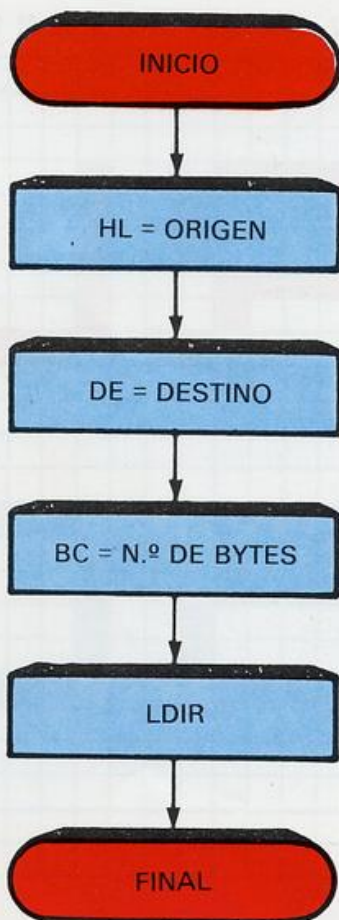 INICIO
HL = ORIGEN
DE = DESTINO
BC = N.º DE BYTES
LDIR
FINAL